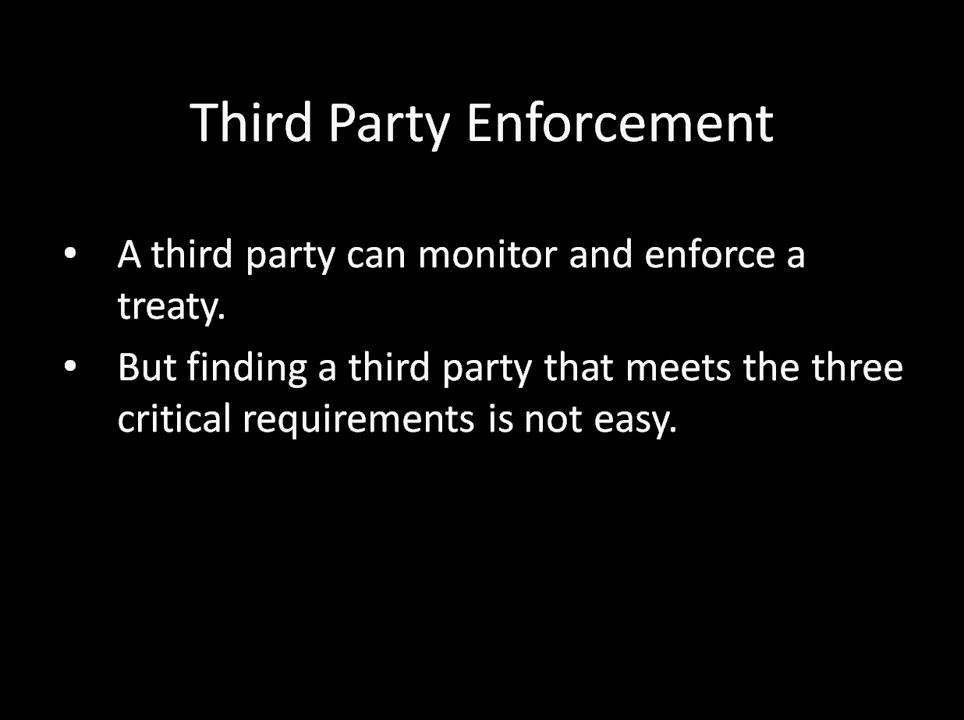 Third Party Enforcement
• A third party can monitor and enforce a
treaty.
• But finding a third party that meets the three
critical requirements is not easy.